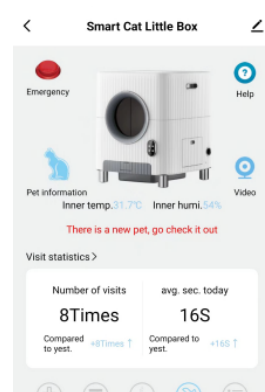 Smart Cat Little Box
Emergency
Help
Pet information
Video
Inner temp.31.7℃ Inner humi.54%
There is a new pet, go check it out
Visit statistics >
Number of visits
avg. sec. today
8Times
16S
Compared to yest. +8Times ↑
Compared to yest. +16S ↑